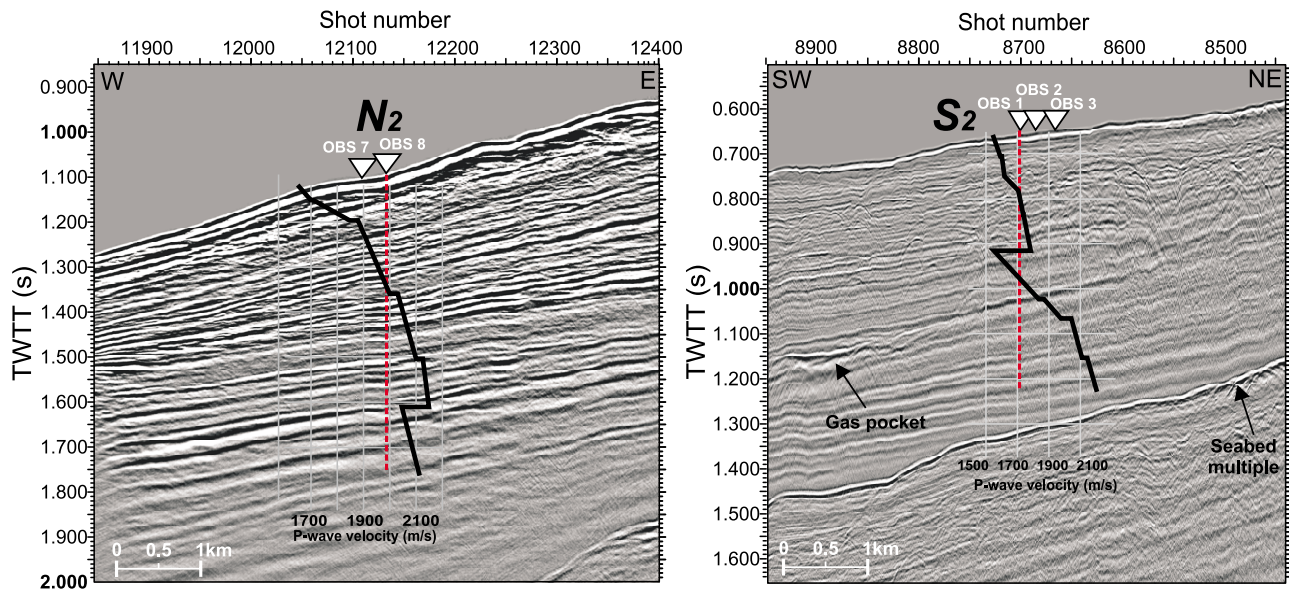 Shot number
11900 12000 12100 12200 12300 12400
W
E
N2
OBS 7 OBS 8
TWTT (s)
0.900
1.000
1.100
1.200
1.300
1.400
1.500
1.600
1.700
1.800
1.900
2.000
1700 1900 2100
P-wave velocity (m/s)
0 0.5 1km
Shot number
8900 8800 8700 8600 8500
SW
NE
S2
OBS 1
OBS 2
OBS 3
TWTT (s)
0.600
0.700
0.800
0.900
1.000
1.100
1.200
1.300
1.400
1.500
1.600
Gas pocket
Seabed
multiple
1500 1700 1900 2100
P-wave velocity (m/s)
0 0.5 1km